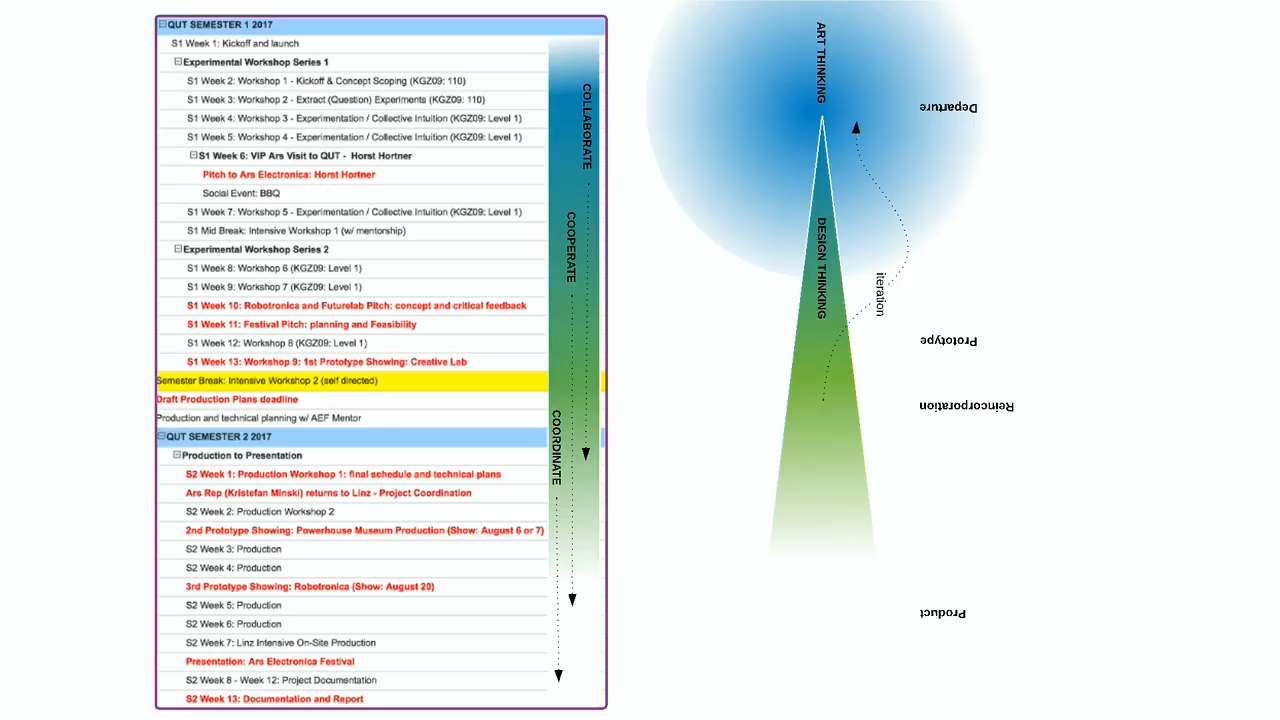 QUT SEMESTER 1 2017
S1 Week 1: Kickoff and launch
Experimental Workshop Series 1
S1 Week 2: Workshop 1 - Kickoff & Concept Scoping (KGZ09: 110)
S1 Week 3: Workshop 2 - Extract (Question) Experiments (KGZ09: 110)
S1 Week 4: Workshop 3 - Experimentation / Collective Intuition (KGZ09: Level 1)
S1 Week 5: Workshop 4 - Experimentation / Collective Intuition (KGZ09: Level 1)
S1 Week 6: VIP Ars Visit to QUT - Horst Hortner
Pitch to Ars Electronica: Horst Hortner
Social Event: BBQ
S1 Week 7: Workshop 5 - Experimentation / Collective Intuition (KGZ09: Level 1)
S1 Mid Break: Intensive Workshop 1 (w/ mentorship)
Experimental Workshop Series 2
S1 Week 8: Workshop 6 (KGZ09: Level 1)
S1 Week 9: Workshop 7 (KGZ09: Level 1)
S1 Week 10: Robotronica and Futurelab Pitch: concept and critical feedback
S1 Week 11: Festival Pitch: planning and Feasibility
S1 Week 12: Workshop 8 (KGZ09: Level 1)
S1 Week 13: Workshop 9: 1st Prototype Showing: Creative Lab
Semester Break: Intensive Workshop 2 (self directed)
Draft Production Plans deadline
Production and technical planning w/ AEF Mentor
QUT SEMESTER 2 2017
Production to Presentation
S2 Week 1: Production Workshop 1: final schedule and technical plans
Ars Rep (Kristefan Minski) returns to Linz - Project Coordination
S2 Week 2: Production Workshop 2
2nd Prototype Showing: Powerhouse Museum Production (Show: August 6 or 7)
S2 Week 3: Production
S2 Week 4: Production
3rd Prototype Showing: Robotronica (Show: August 20)
S2 Week 5: Production
S2 Week 6: Production
S2 Week 7: Linz Intensive On-Site Production
Presentation: Ars Electronica Festival
S2 Week 8 - Week 12: Project Documentation
S2 Week 13: Documentation and Report
COLLABORATE
COOPERATE
COORDINATE
ART THINKING
DESIGN THINKING
iteration
Departure
Prototype
Reincorporation
Product